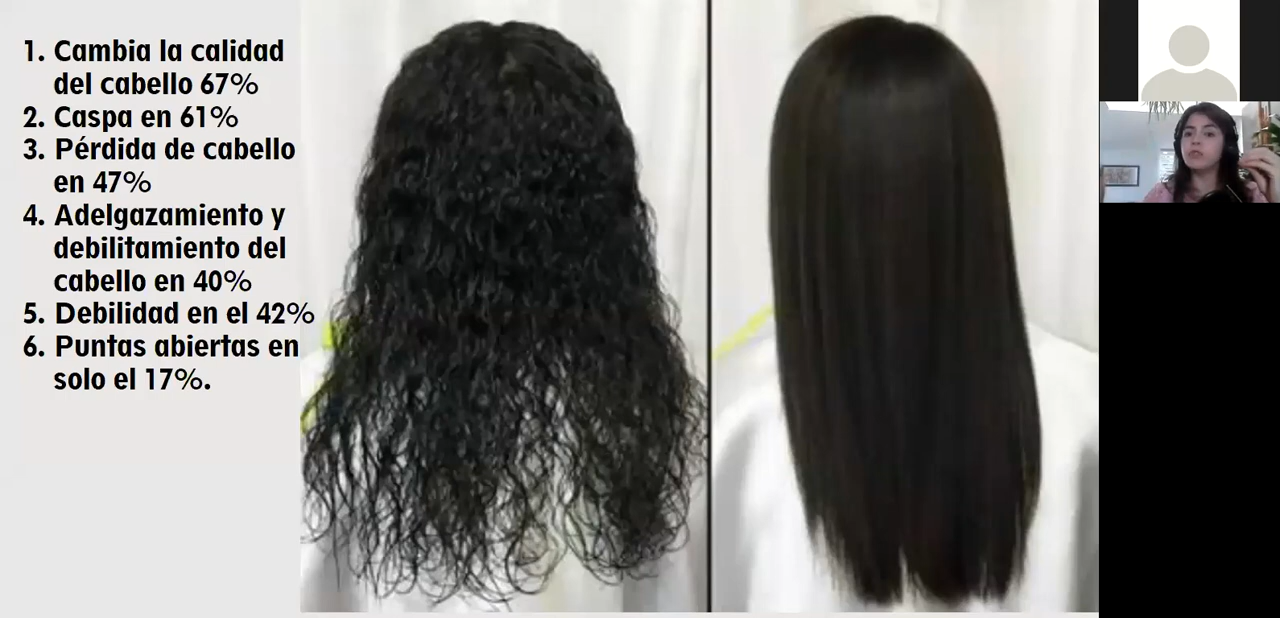 1. Cambia la calidad
del cabello 67%
2. Caspa en 61%
3. Pérdida de cabello
en 47%
4. Adelgazamiento y
debilitamiento del
cabello en 40%
5. Debilidad en el 42%
6. Puntas abiertas en
solo el 17%.